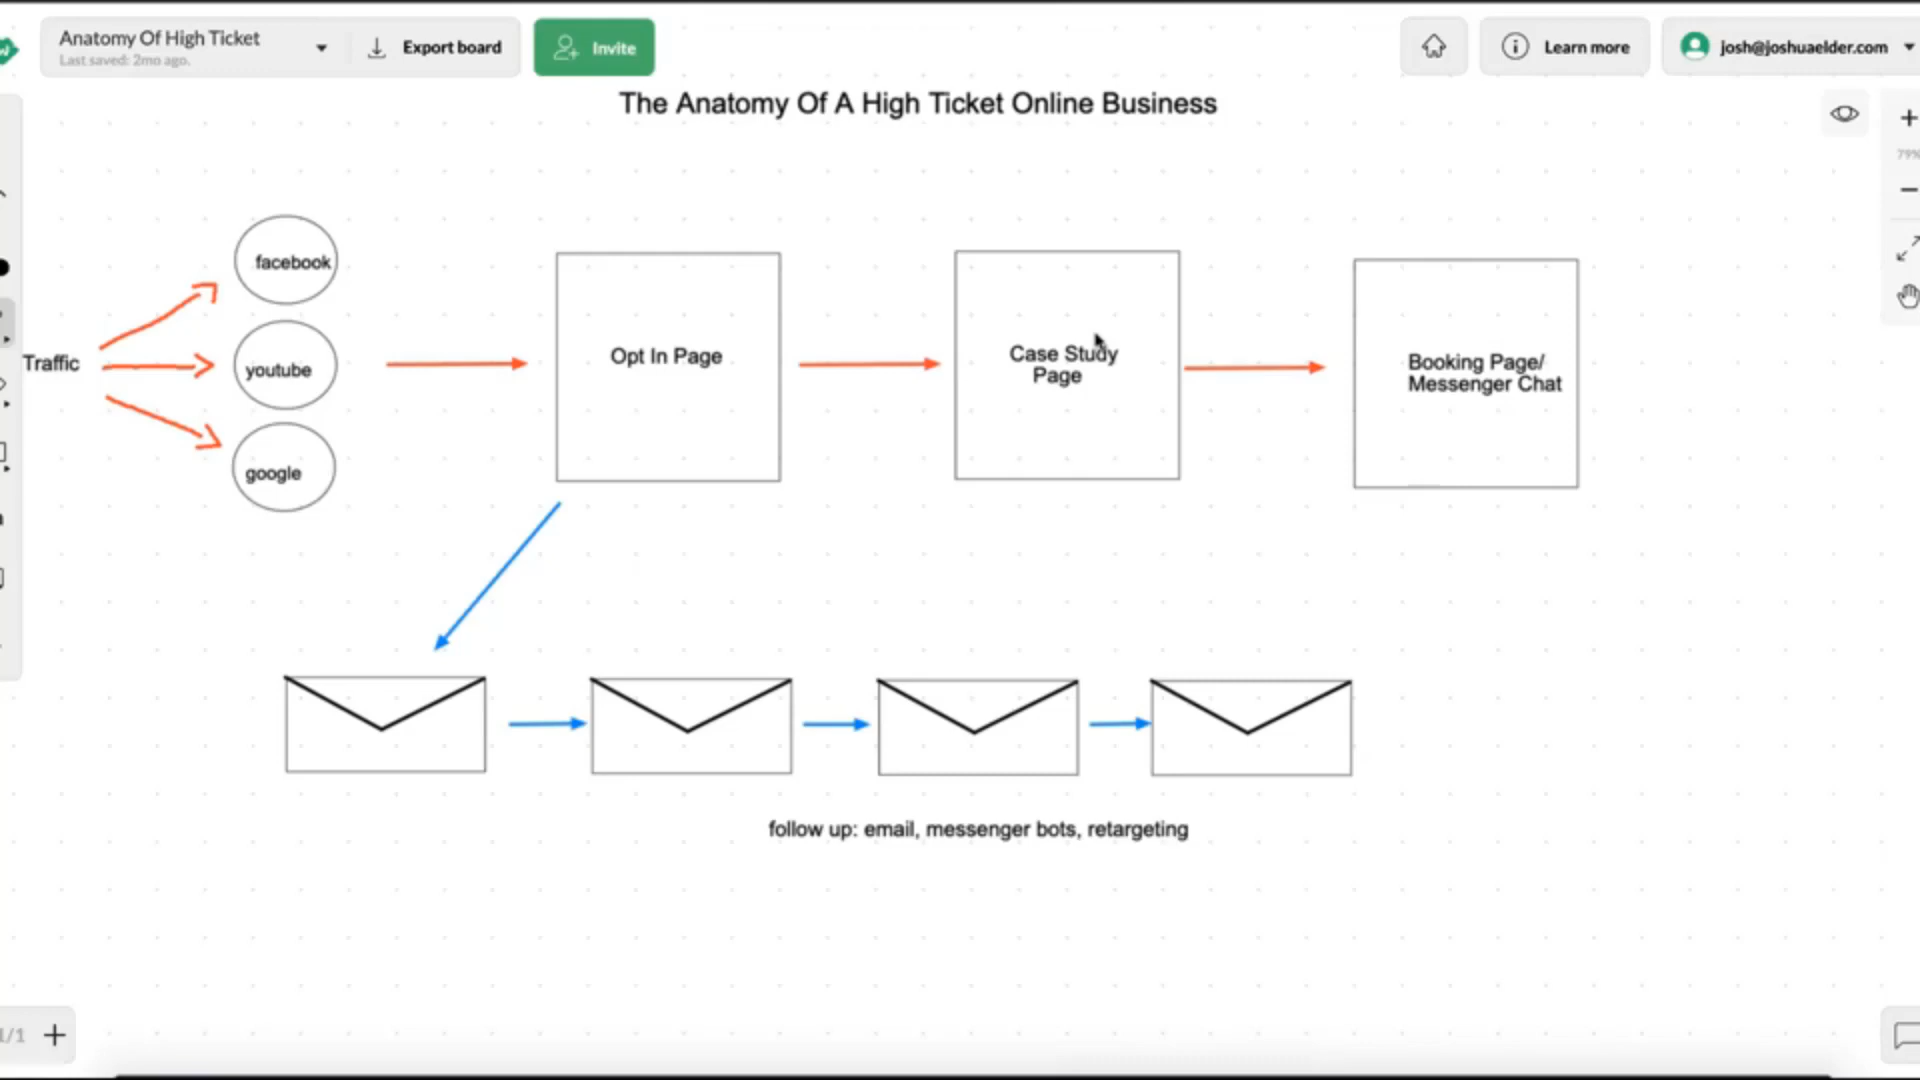 Anatomy Of High Ticket
Last saved: 2mo ago.
Export board
Invite
Learn more
josh@joshuaelder.com
The Anatomy Of A High Ticket Online Business
79%
facebook
Traffic
youtube
google
Opt In Page
Case Study
Page
Booking Page/
Messenger Chat
follow up: email, messenger bots, retargeting
1/1